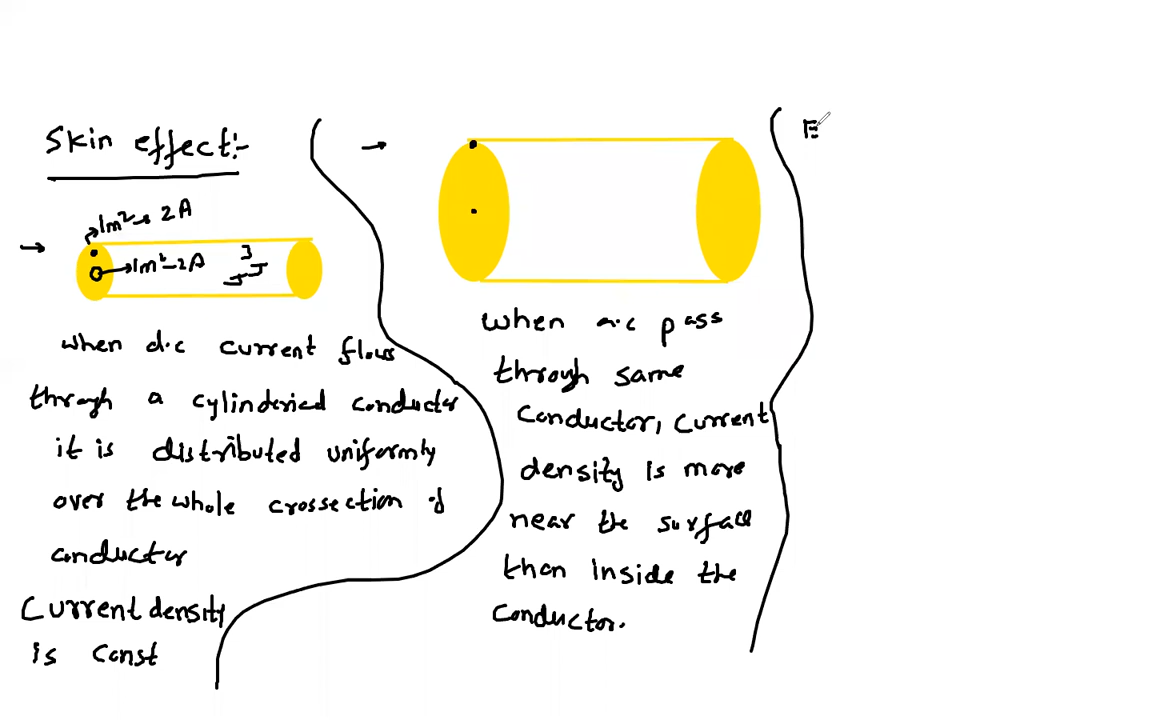 Skin effect:-
→ 1m² → 2A
→ 1m² - 2A
J
J
J
when d.c current flows
through a cylinderied conductor
it is distributed uniformly
over the whole crossection of
conductor
Current density
is const
→
when a.c pass
through same
Conductor, current
density is more
near the surface
than inside the
Conductor.
E